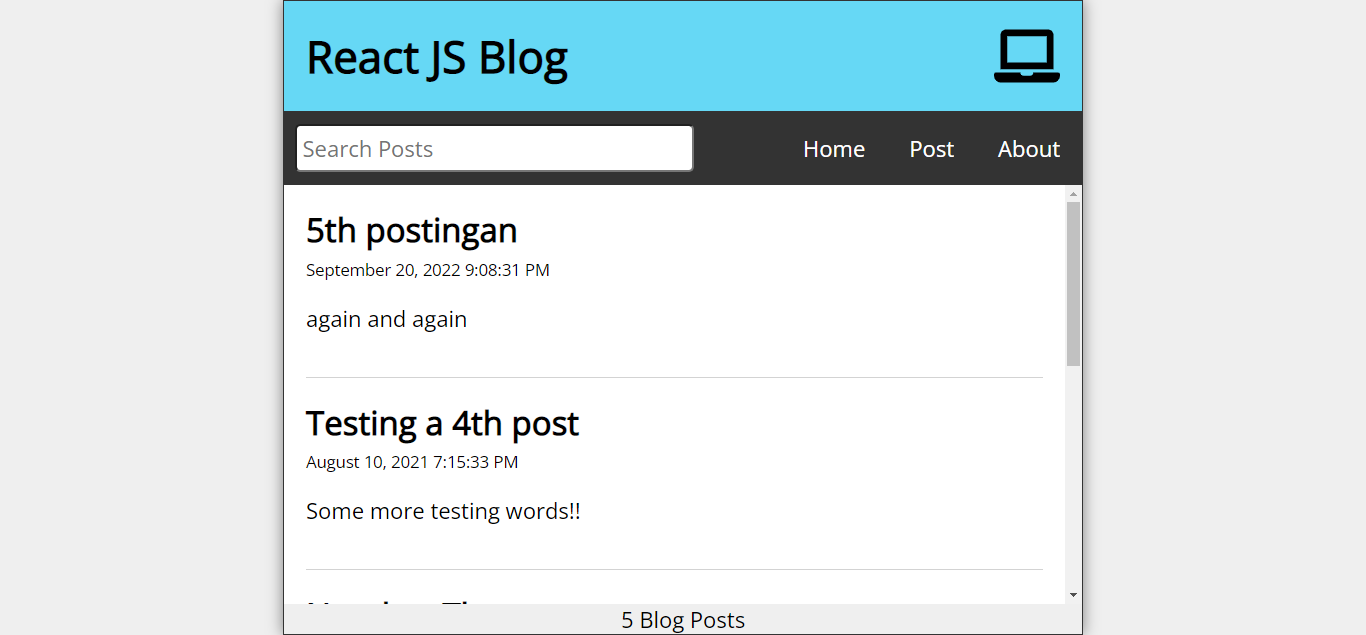 React JS Blog
Search Posts
Home Post About
5th postingan
September 20, 2022 9:08:31 PM
again and again
Testing a 4th post
August 10, 2021 7:15:33 PM
Some more testing words!!
5 Blog Posts